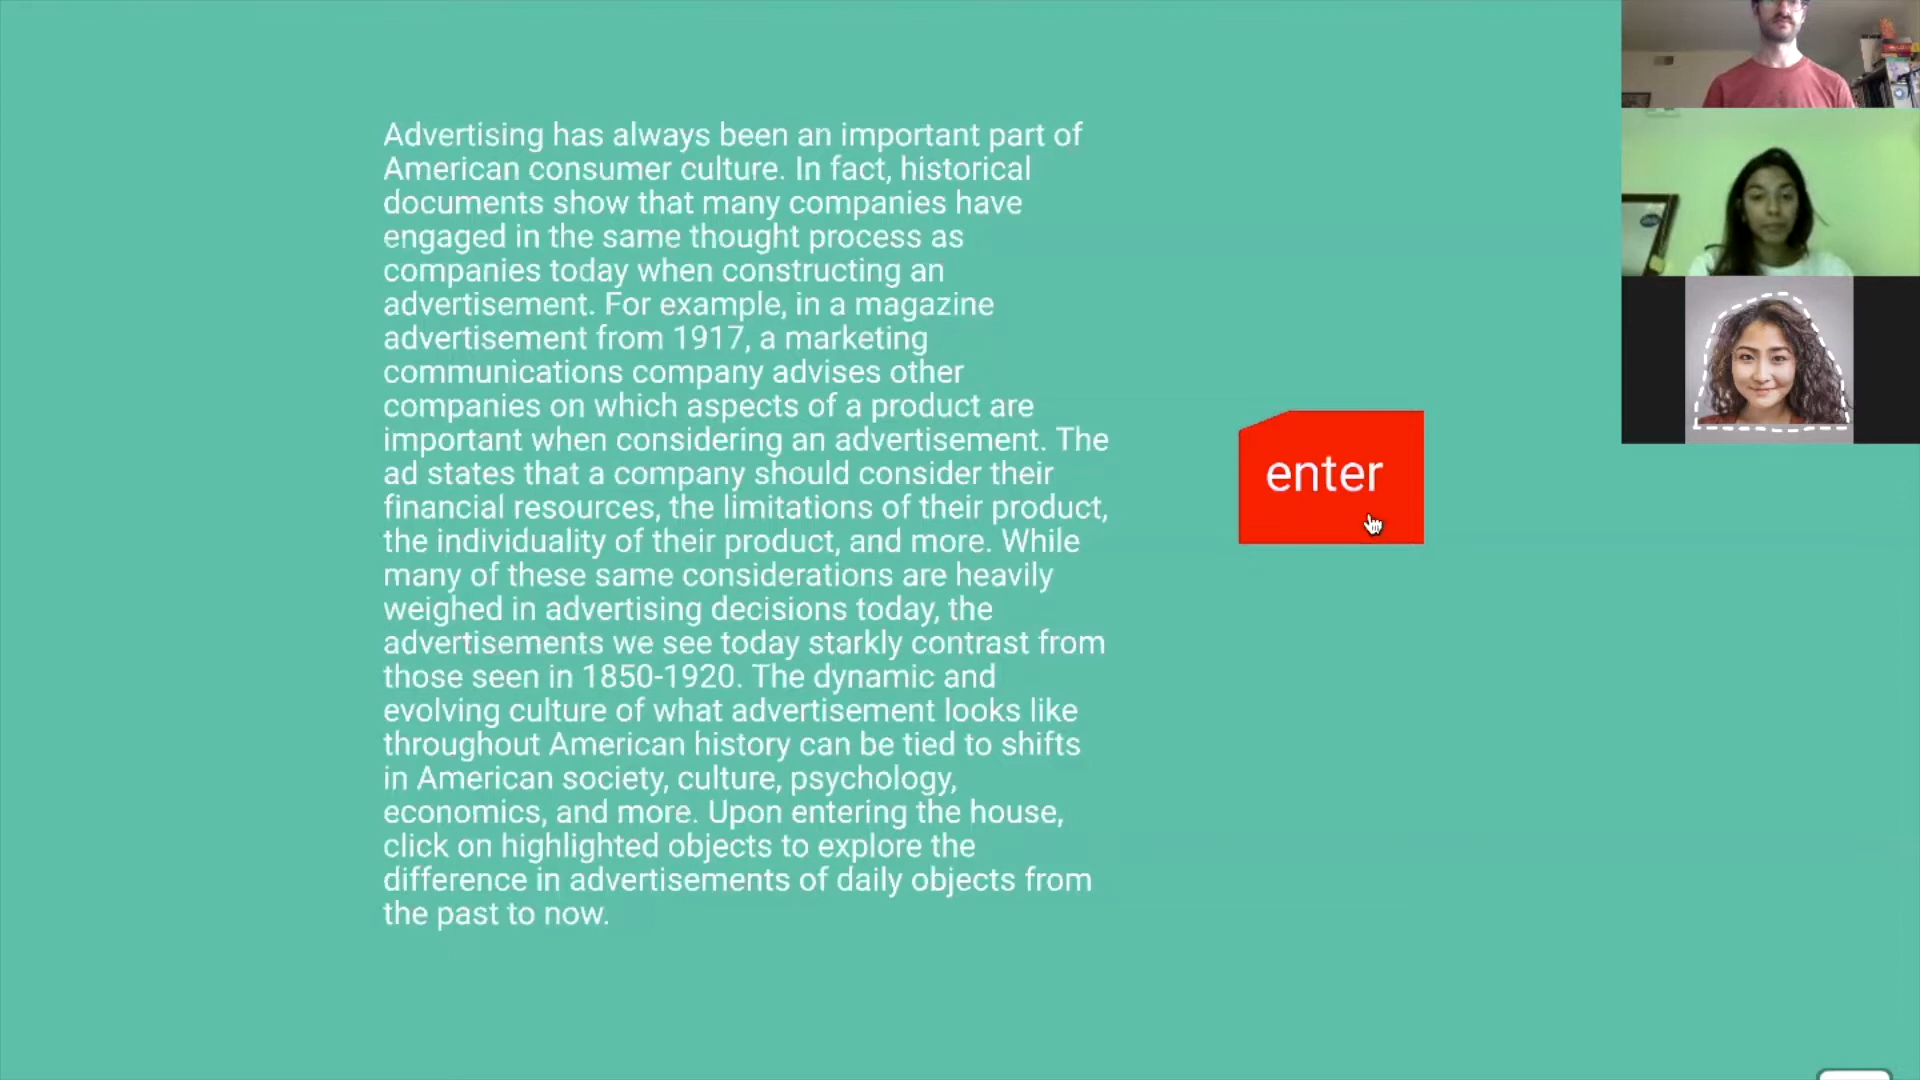 Advertising has always been an important part of
American consumer culture. In fact, historical
documents show that many companies have
engaged in the same thought process as
companies today when constructing an
advertisement. For example, in a magazine
advertisement from 1917, a marketing
communications company advises other
companies on which aspects of a product are
important when considering an advertisement. The
ad states that a company should consider their
financial resources, the limitations of their product,
the individuality of their product, and more. While
many of these same considerations are heavily
weighed in advertising decisions today, the
advertisements we see today starkly contrast from
those seen in 1850-1920. The dynamic and
evolving culture of what advertisement looks like
throughout American history can be tied to shifts
in American society, culture, psychology,
economics, and more. Upon entering the house,
click on highlighted objects to explore the
difference in advertisements of daily objects from
the past to now.
enter